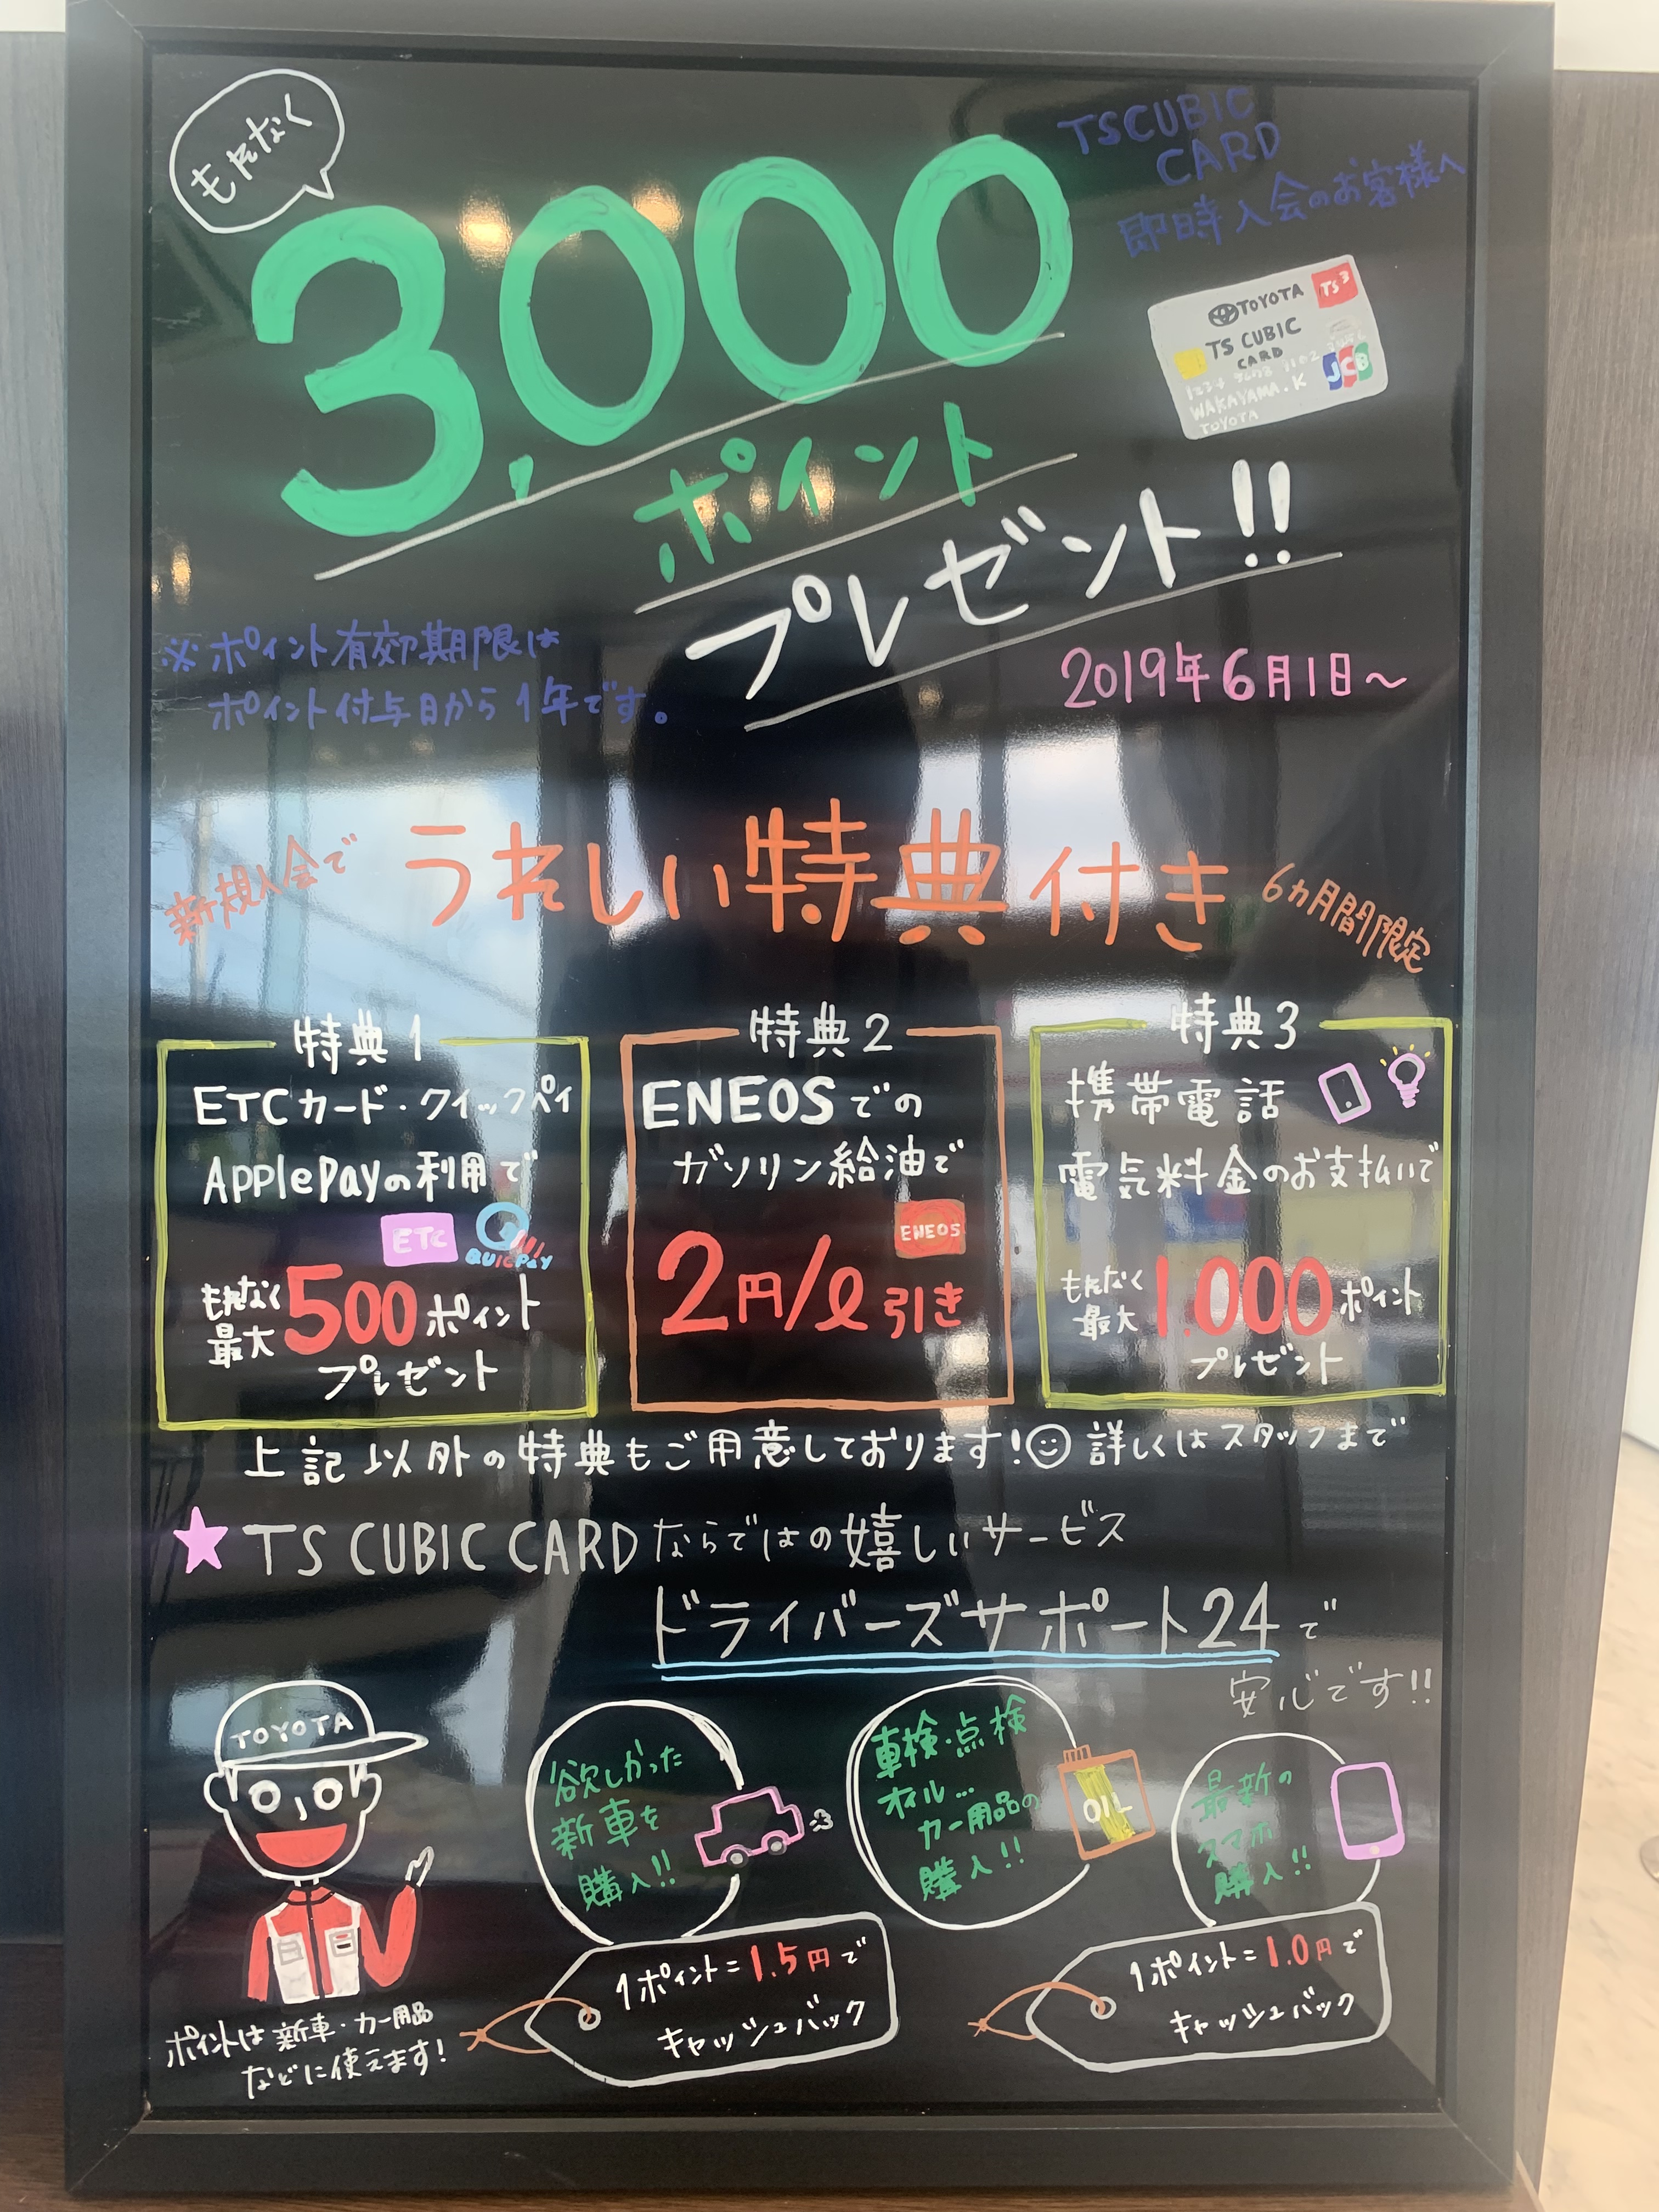 もれなく
TSCUBIC
CARD
即時入会のお客様へ
3,000
ポイント
プレゼント!!
TOYOTA
TS3
TS CUBIC
CARD
WAKAYAMA.K
JCB
TOYOTA
※ポイント有効期限は
ポイント付与日から1年です。
2019年6月1日〜
新規入会で
うれしい特典付き
6ヵ月間限定
特典1
ETCカード・クイックペイ
ApplePayの利用で
ETC
QUICPay
もれなく
最大
500ポイント
プレゼント
特典2
ENEOSでの
ガソリン給油で
ENEOS
2円/ℓ引き
特典3
携帯電話
電気料金のお支払いで
もれなく
最大
1.000ポイント
プレゼント
上記以外の特典もご用意しております!詳しくはスタッフまで
★TS CUBIC CARDならではの嬉しいサービス
ドライバーズサポート24で
安心です!!
TOYOTA
ポイントは新車・カー用品
などに使えます!
欲しかった
新車を
購入!!
車検・点検
オイル…
カー用品の
購入!!
OIL
最新の
スマホ
購入!!
1ポイント=1.5円で
キャッシュバック
1ポイント=1.0円で
キャッシュバック